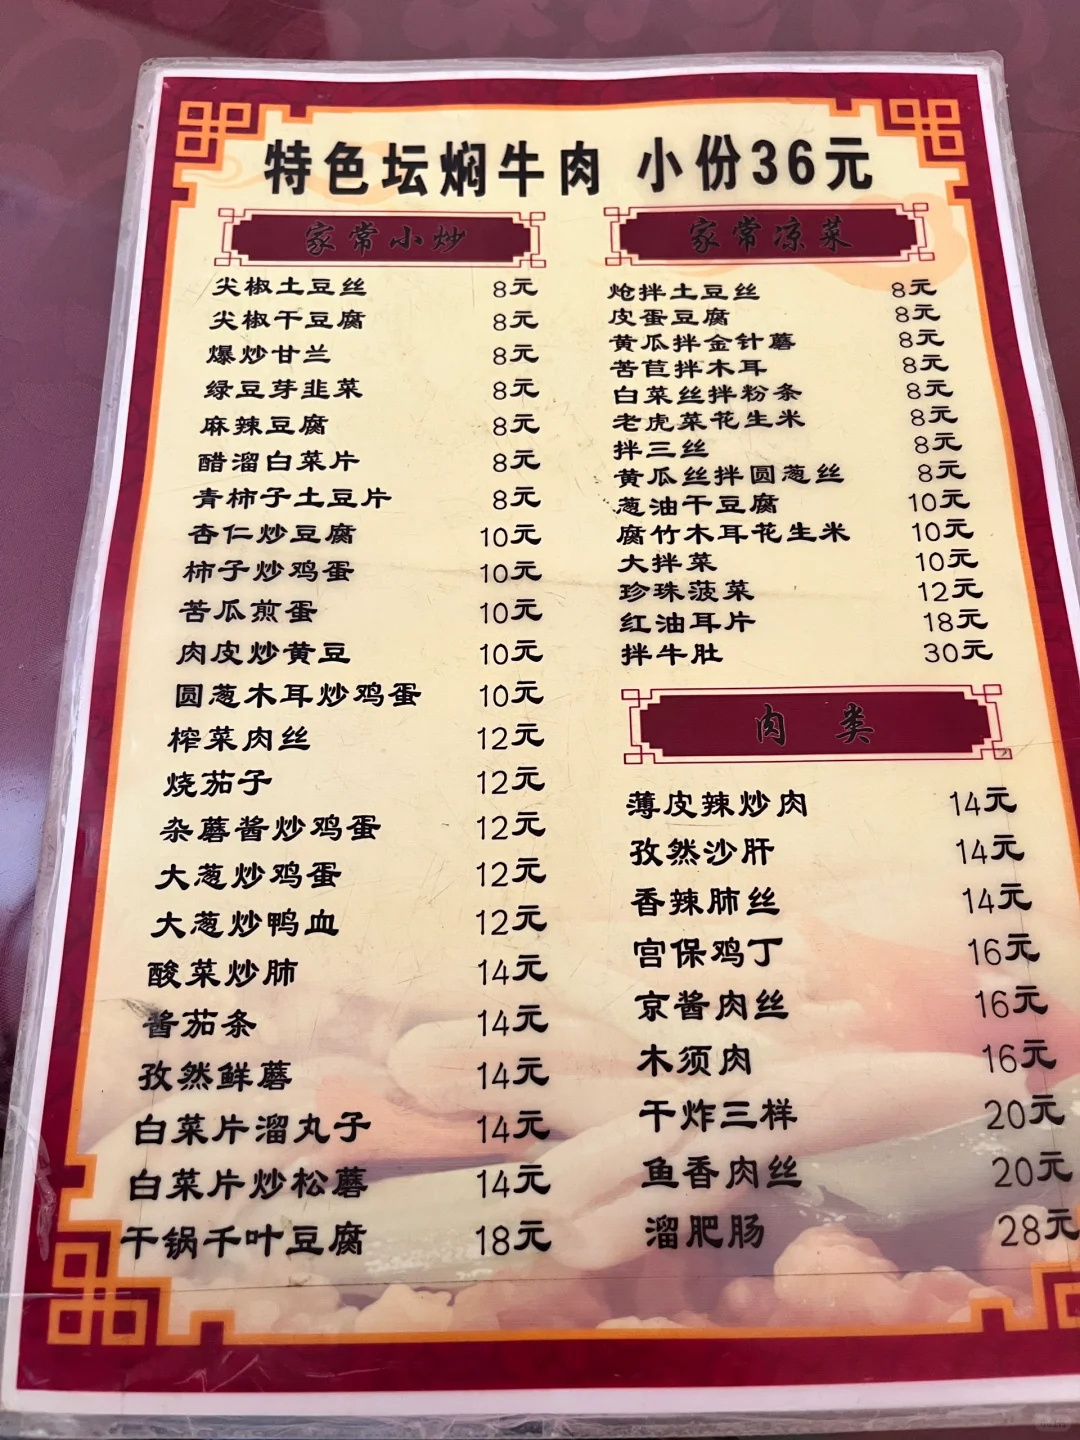 特色坛焖牛肉 小份36元
家常小炒
尖椒土豆丝 8元
尖椒干豆腐 8元
爆炒甘兰 8元
绿豆芽韭菜 8元
麻辣豆腐 8元
醋溜白菜片 8元
青柿子土豆片 8元
杏仁炒豆腐 10元
柿子炒鸡蛋 10元
苦瓜煎蛋 10元
肉皮炒黄豆 10元
圆葱木耳炒鸡蛋 10元
榨菜肉丝 12元
烧茄子 12元
杂蘑酱炒鸡蛋 12元
大葱炒鸡蛋 12元
大葱炒鸭血 12元
酸菜炒肺 14元
酱茄条 14元
孜然鲜蘑 14元
白菜片溜丸子 14元
白菜片炒松蘑 14元
干锅千叶豆腐 18元
家常凉菜
炝拌土豆丝 8元
皮蛋豆腐 8元
黄瓜拌金针蘑 8元
苦苣拌木耳 8元
白菜丝拌粉条 8元
老虎菜花生米 8元
拌三丝 8元
黄瓜丝拌圆葱丝 8元
葱油干豆腐 10元
腐竹木耳花生米 10元
大拌菜 10元
珍珠菠菜 12元
红油耳片 18元
拌牛肚 30元
肉类
薄皮辣炒肉 14元
孜然沙肝 14元
香辣肺丝 14元
宫保鸡丁 16元
京酱肉丝 16元
木须肉 16元
干炸三样 20元
鱼香肉丝 20元
溜肥肠 28元